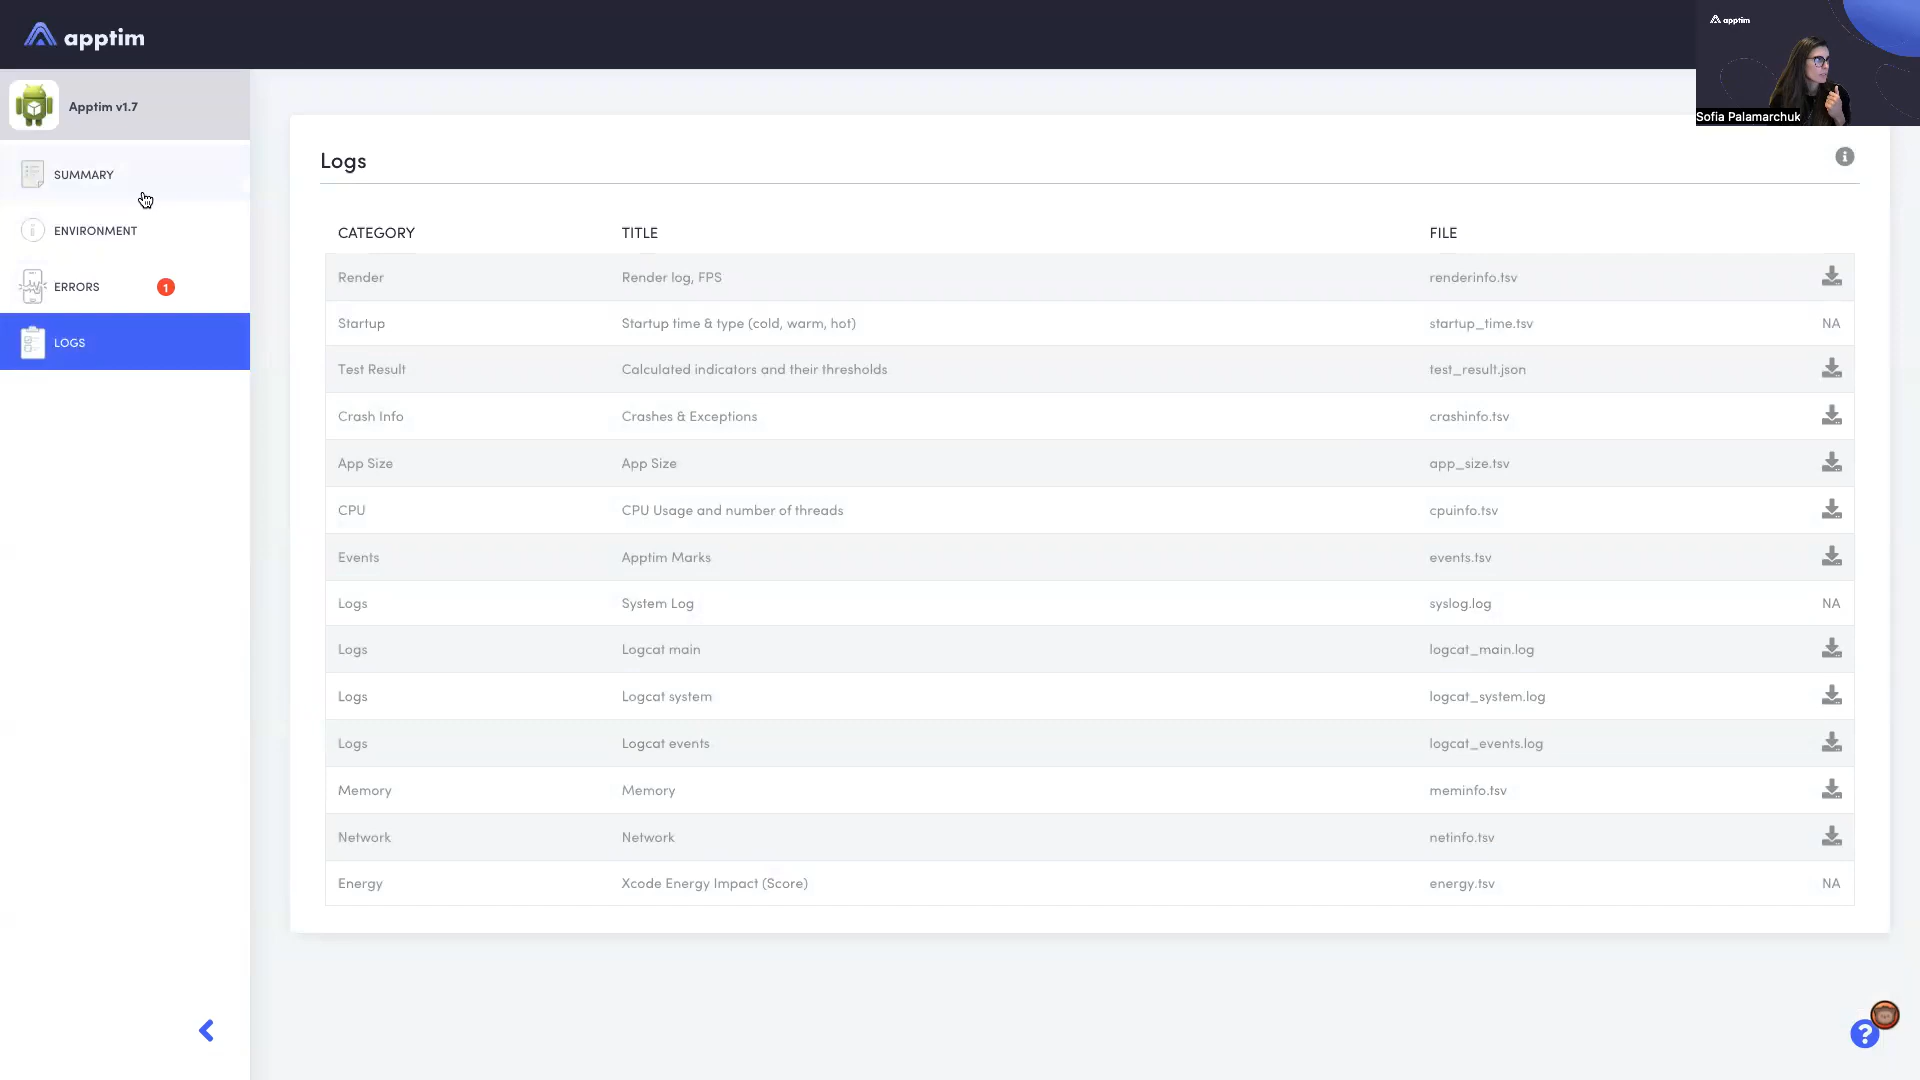 apptim
apptim
Sofia Palamarchuk
Apptim v1.7
SUMMARY
ENVIRONMENT
ERRORS 1
LOGS
Logs
CATEGORY TITLE FILE
Render Render log, FPS renderinfo.tsv
Startup Startup time & type (cold, warm, hot) startup_time.tsv NA
Test Result Calculated indicators and their thresholds test_result.json
Crash Info Crashes & Exceptions crashinfo.tsv
App Size App Size app_size.tsv
CPU CPU Usage and number of threads cpuinfo.tsv
Events Apptim Marks events.tsv
Logs System Log syslog.log NA
Logs Logcat main logcat_main.log
Logs Logcat system logcat_system.log
Logs Logcat events logcat_events.log
Memory Memory meminfo.tsv
Network Network netinfo.tsv
Energy Xcode Energy Impact (Score) energy.tsv NA
?